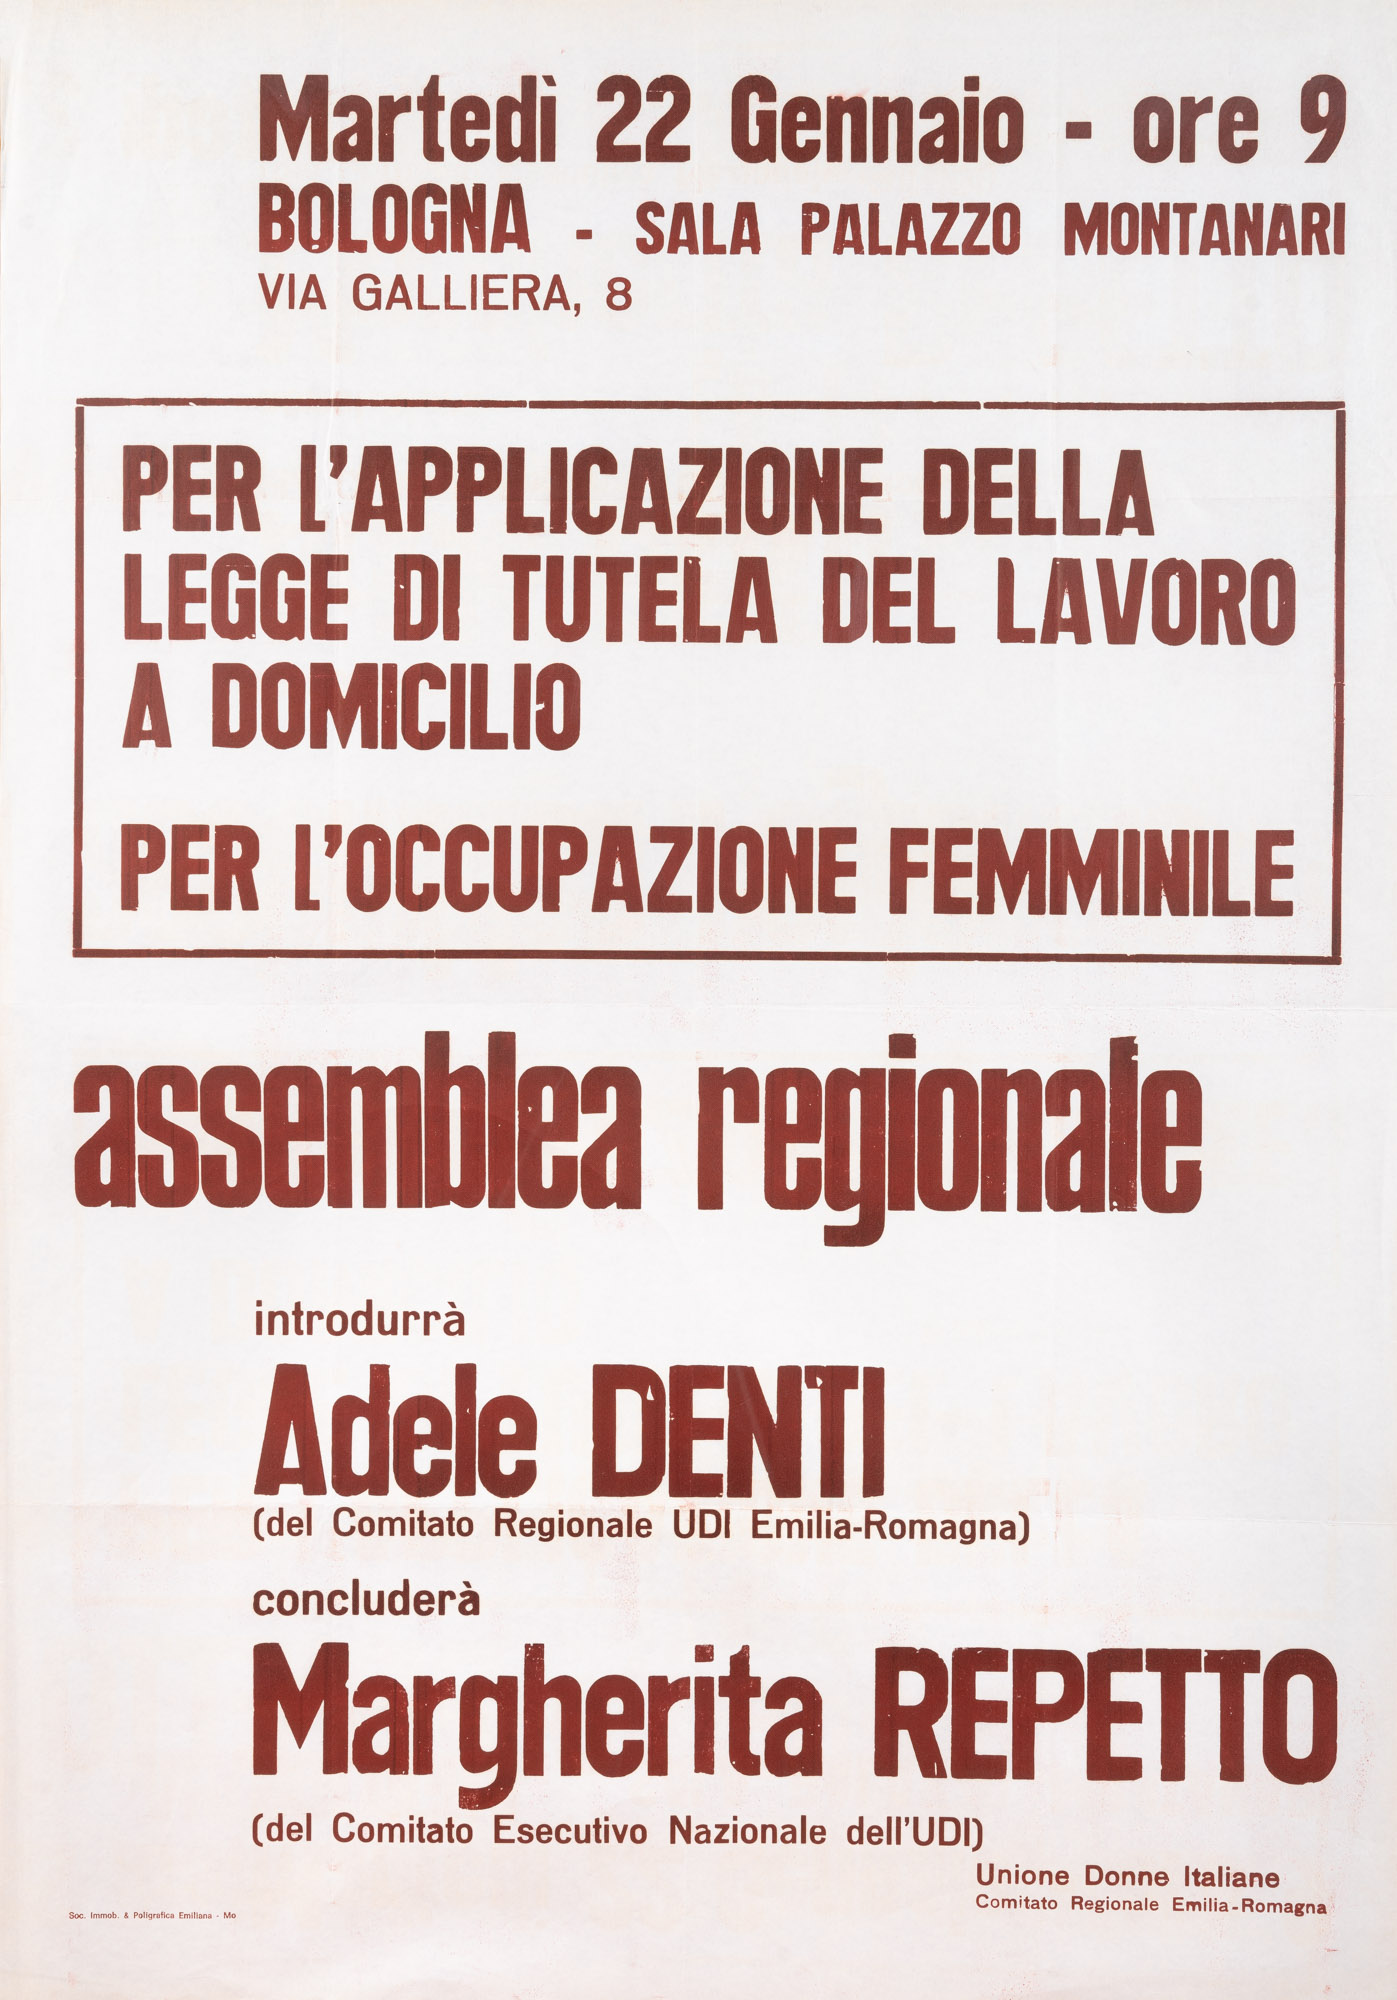 Martedì 22 Gennaio - ore 9
BOLOGNA - SALA PALAZZO MONTANARI
VIA GALLIERA, 8
PER L'APPLICAZIONE DELLA
LEGGE DI TUTELA DEL LAVORO
A DOMICILIO
PER L'OCCUPAZIONE FEMMINILE
assemblea regionale
introdurrà
Adele DENTI
(del Comitato Regionale UDI Emilia-Romagna)
concluderà
Margherita REPETTO
(del Comitato Esecutivo Nazionale dell'UDI)
Unione Donne Italiane
Comitato Regionale Emilia-Romagna
Soc. Immob. & Poligrafica Emiliana - Mo